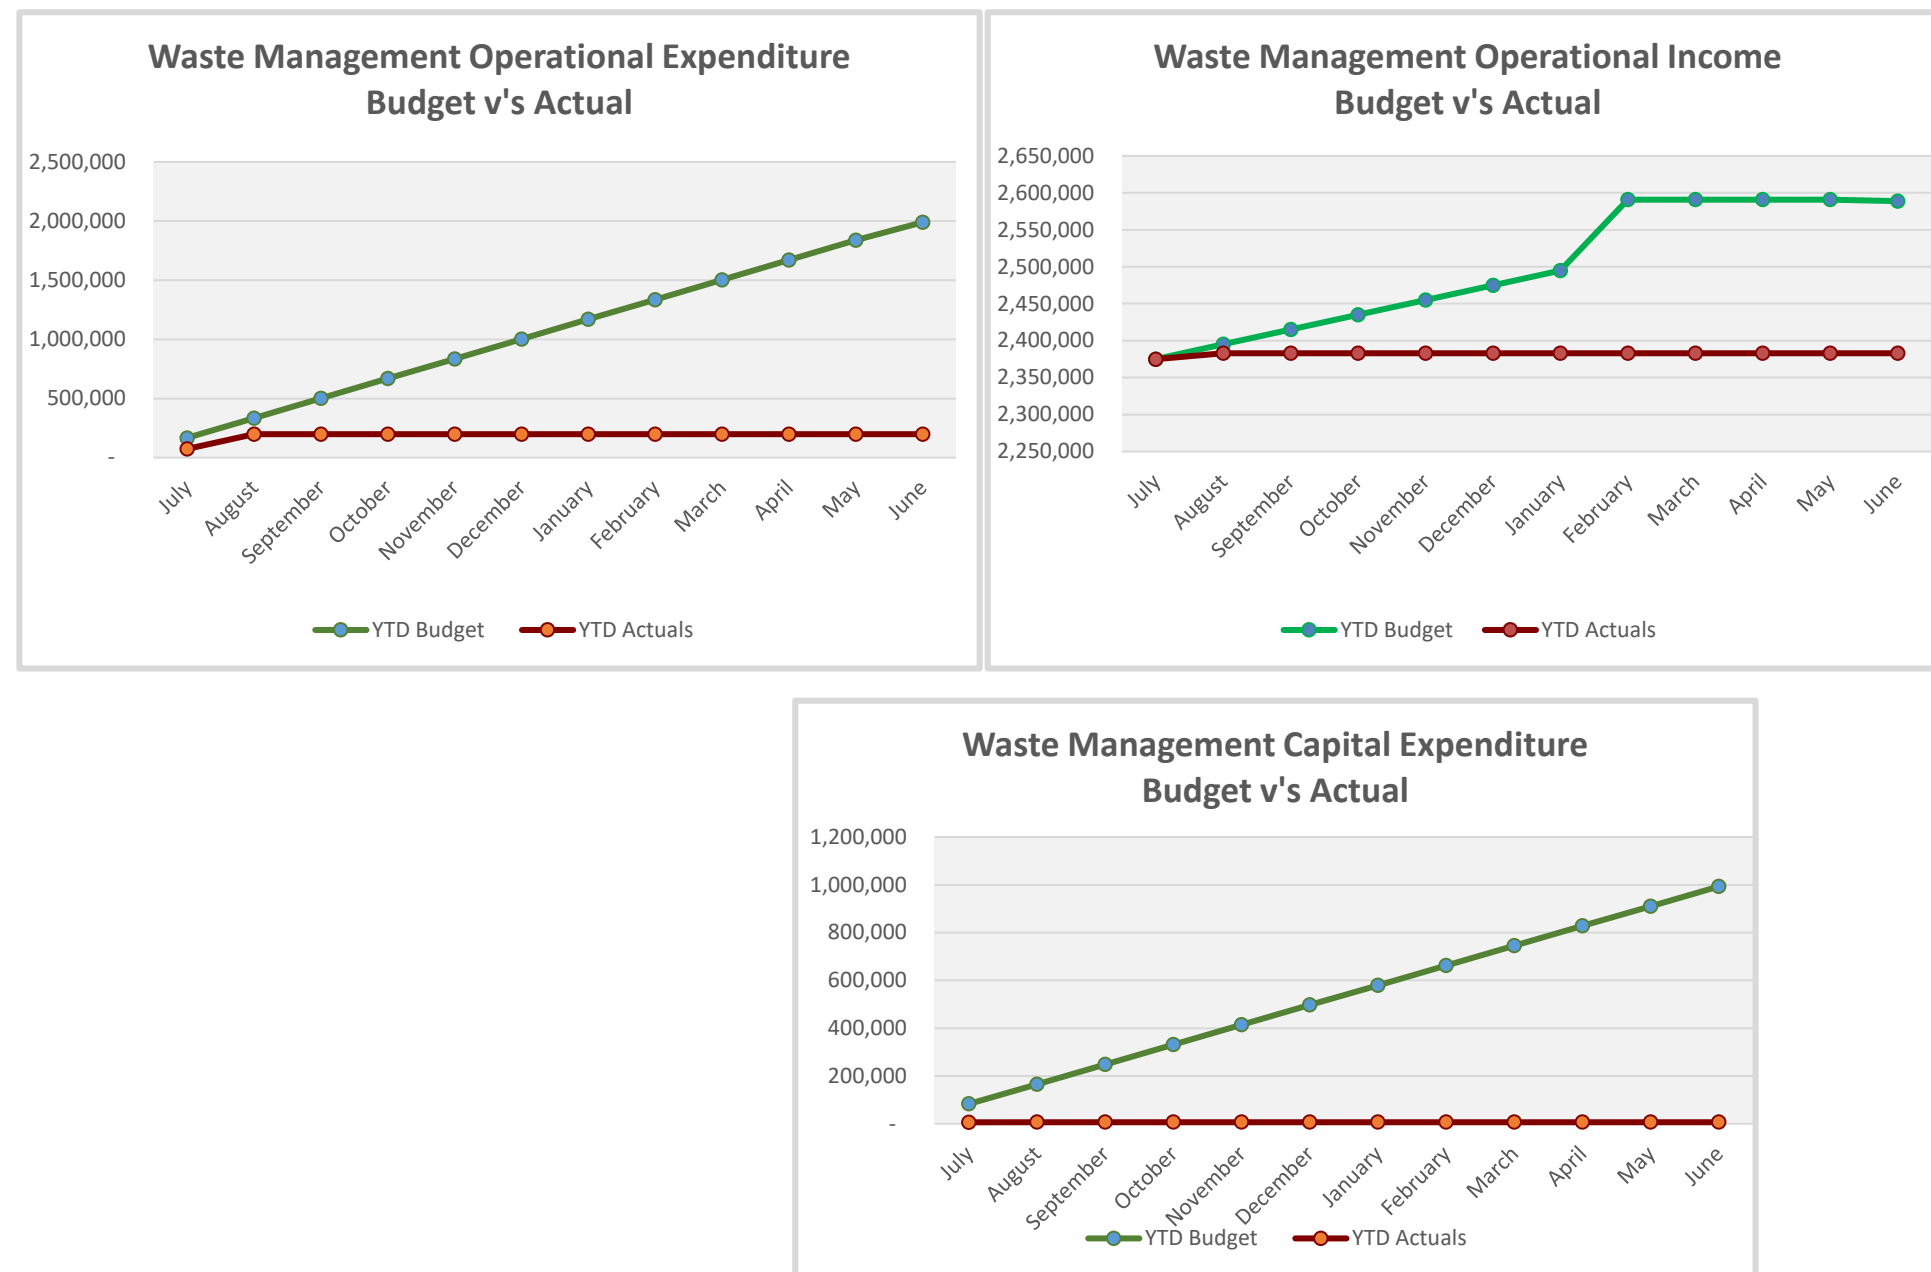 Waste Management Operational Expenditure
Budget v's Actual
2,500,000
2,000,000
1,500,000
1,000,000
500,000
-
July
August
September
October
November
December
January
February
March
April
May
June
YTD Budget
YTD Actuals
Waste Management Operational Income
Budget v's Actual
2,650,000
2,600,000
2,550,000
2,500,000
2,450,000
2,400,000
2,350,000
2,300,000
2,250,000
July
August
September
October
November
December
January
February
March
April
May
June
YTD Budget
YTD Actuals
Waste Management Capital Expenditure
Budget v's Actual
1,200,000
1,000,000
800,000
600,000
400,000
200,000
-
July
August
September
October
November
December
January
February
March
April
May
June
YTD Budget
YTD Actuals